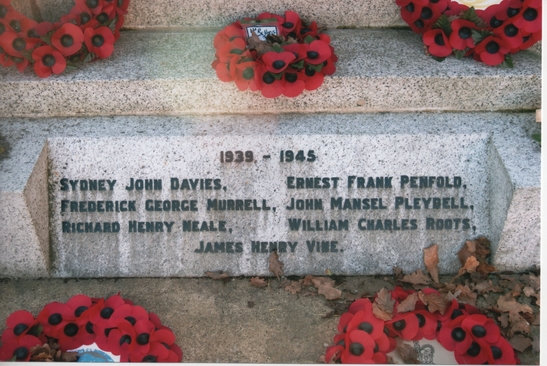 1939. - 1945
SYDNEY JOHN DAVIES, ERNEST FRANK PENFOLD,
FREDERICK GEORGE MURRELL, JOHN MANSEL PLEYDELL,
RICHARD HENRY NEALE, WILLIAM CHARLES ROOTS,
JAMES HENRY VINE.